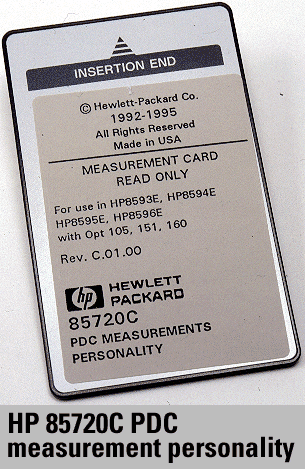 INSERTION END
© Hewlett-Packard Co.
1992-1995
All Rights Reserved
Made in USA
MEASUREMENT CARD
READ ONLY
For use in HP8593E, HP8594E
HP8595E, HP8596E
with Opt 105, 151, 160
Rev. C.01.00
hp HEWLETT
PACKARD
85720C
PDC MEASUREMENTS
PERSONALITY
HP 85720C PDC
measurement personality